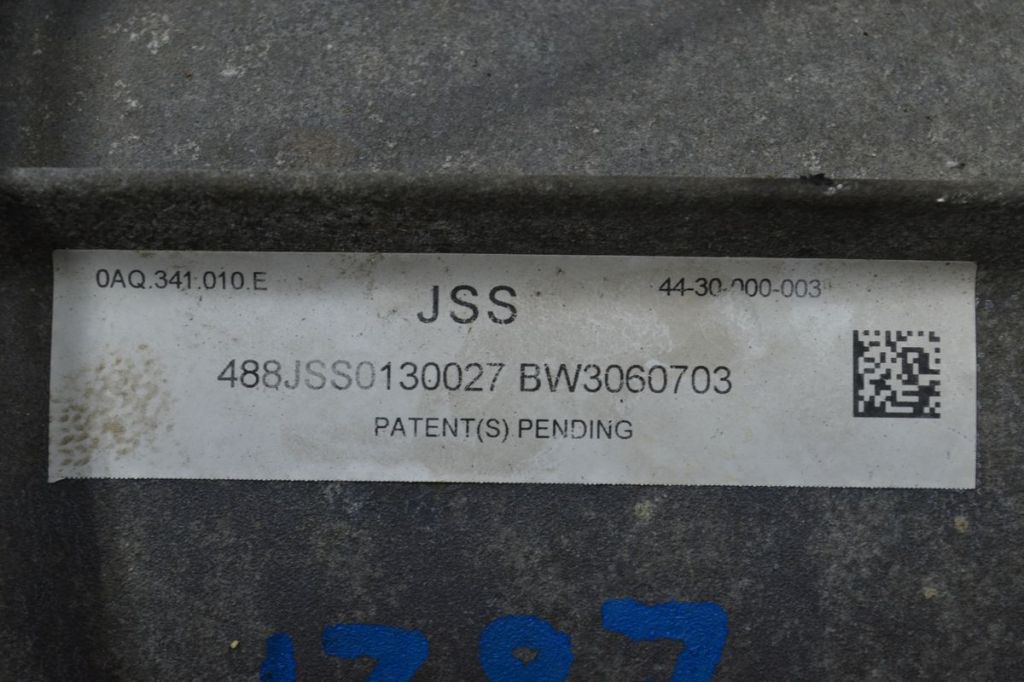 0AQ.341.010.E
JSS
44-30-000-003
488JSS0130027 BW3060703
PATENT(S) PENDING